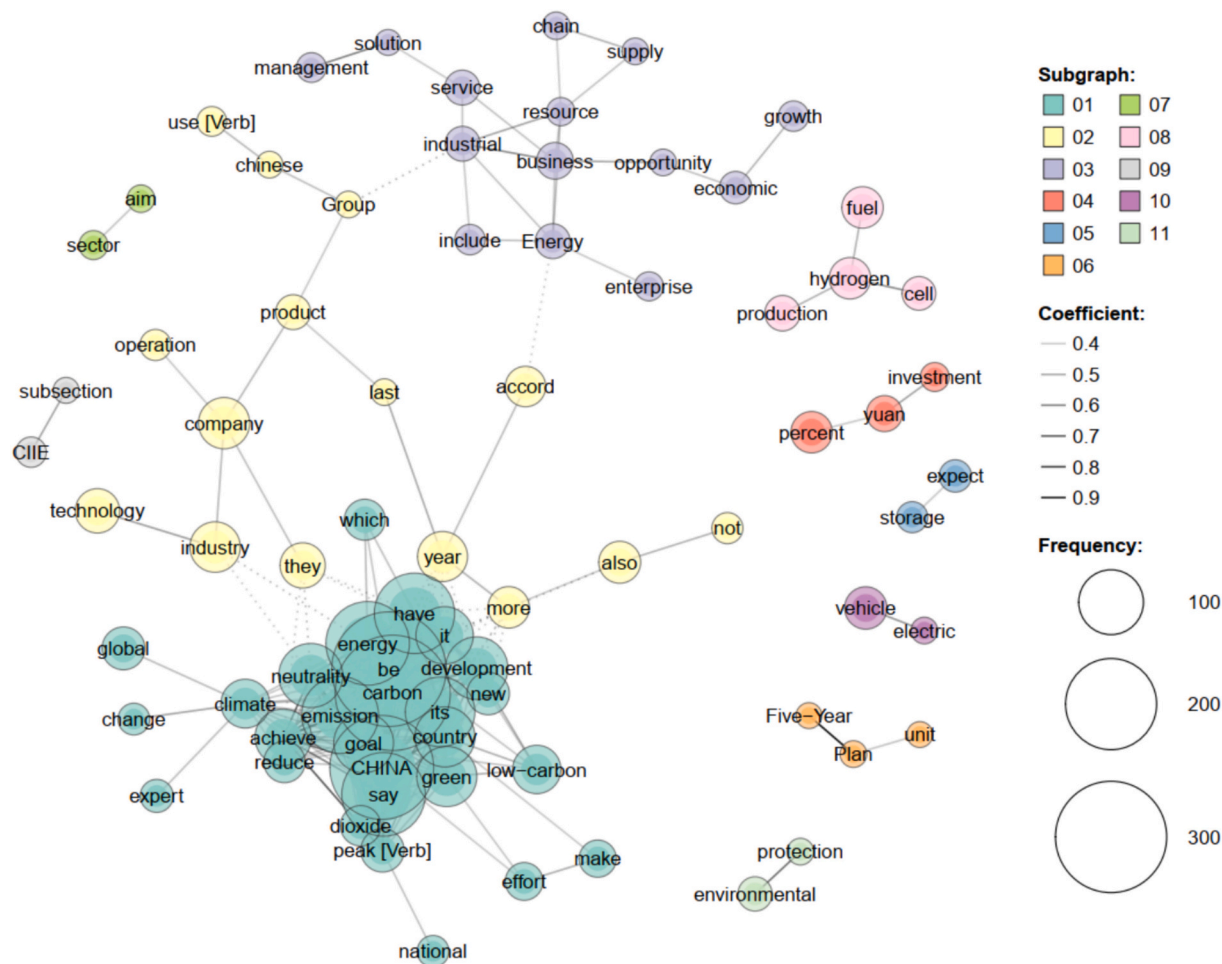 chain
solution
supply
management
service
resource
growth
use [Verb]
industrial
chinese
business
opportunity
economic
aim
Group
fuel
sector
include
Energy
hydrogen
enterprise
cell
product
production
operation
subsection
last
accord
investment
company
yuan
percent
CIIE
expect
technology
which
storage
not
industry
they
year
also
have
more
vehicle
energy
it
electric
global
be
development
neutrality
carbon
new
climate
change
emission
its
Five-Year
achieve
goal
country
unit
reduce
CHINA
green
low-carbon
Plan
expert
say
dioxide
peak [Verb]
make
protection
effort
environmental
national
Subgraph:
01
07
02
08
03
09
04
10
05
11
06
Coefficient:
0.4
0.5
0.6
0.7
0.8
0.9
Frequency:
100
200
300